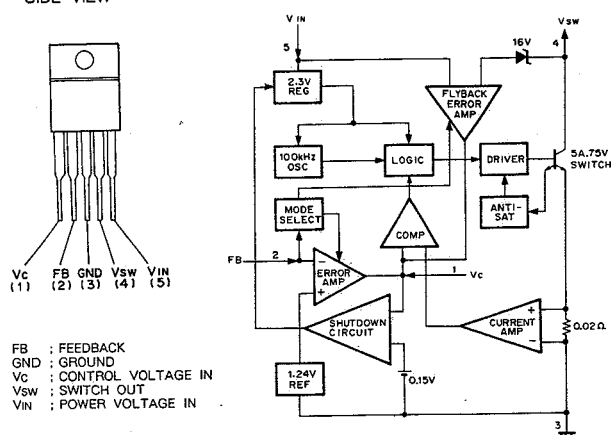 SIDE VIEW
VC FB GND VSW VIN
(1) (2) (3) (4) (5)
FB ; FEEDBACK
GND ; GROUND
VC ; CONTROL VOLTAGE IN
VSW ; SWITCH OUT
VIN ; POWER VOLTAGE IN
VIN
5
2.3V
REG
16V
VSW
4
FLYBACK
ERROR
AMP
100kHz
OSC
LOGIC
DRIVER
5A.75V
SWITCH
MODE
SELECT
COMP
ANTI-
SAT
FB
2
−
ERROR
AMP
+
1
VC
SHUTDOWN
CIRCUIT
CURRENT
AMP
+
−
0.02Ω
1.24V
REF
0.15V
3